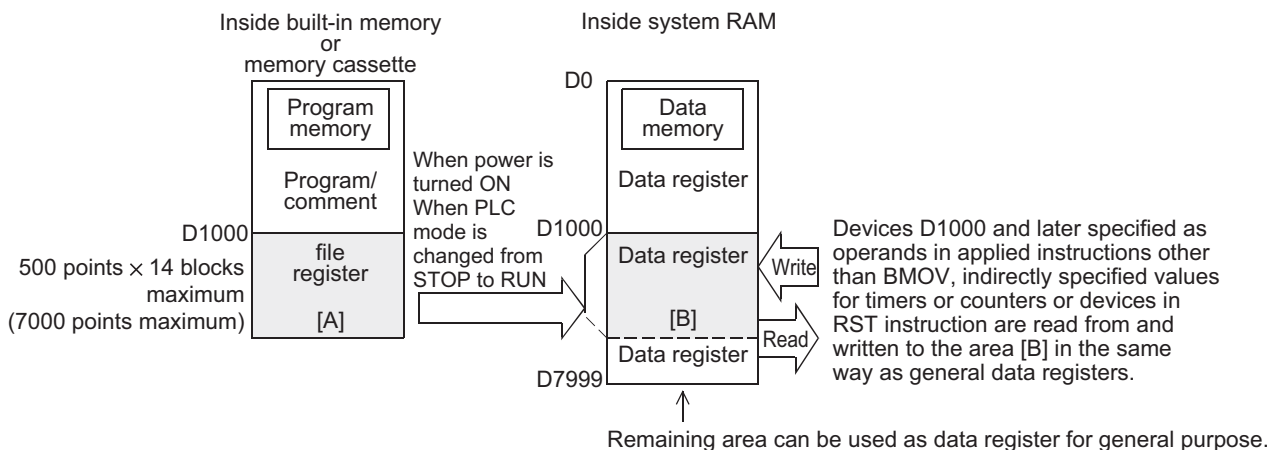 Inside built-in memory
or
memory cassette
Inside system RAM
D0
Program
memory
Data
memory
Program/
comment
When power is
turned ON
When PLC
mode is
changed from
STOP to RUN
Data register
D1000
D1000
file
register
[A]
500 points × 14 blocks
maximum
(7000 points maximum)
Data register
[B]
Write
Read
Devices D1000 and later specified as
operands in applied instructions other
than BMOV, indirectly specified values
for timers or counters or devices in
RST instruction are read from and
written to the area [B] in the same
way as general data registers.
Data register
D7999
Remaining area can be used as data register for general purpose.